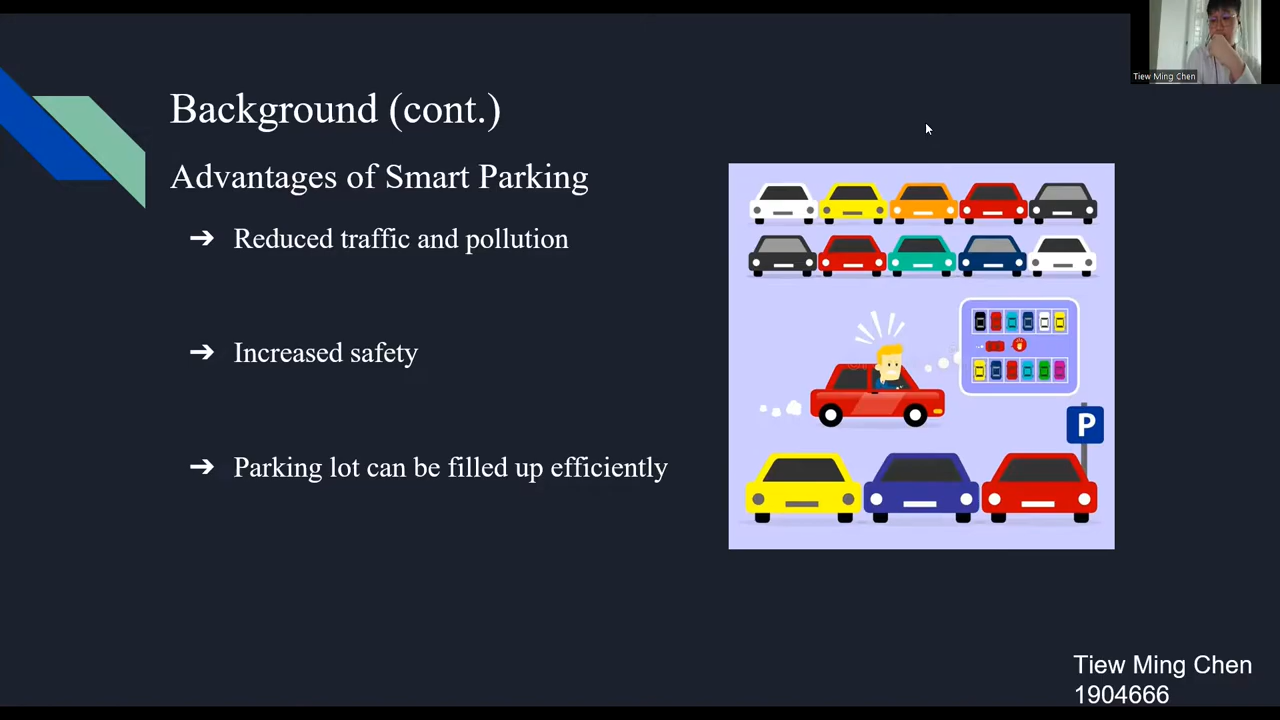 Tiew Ming Chen
Background (cont.)
Advantages of Smart Parking
➔ Reduced traffic and pollution
➔ Increased safety
➔ Parking lot can be filled up efficiently
P
Tiew Ming Chen
1904666